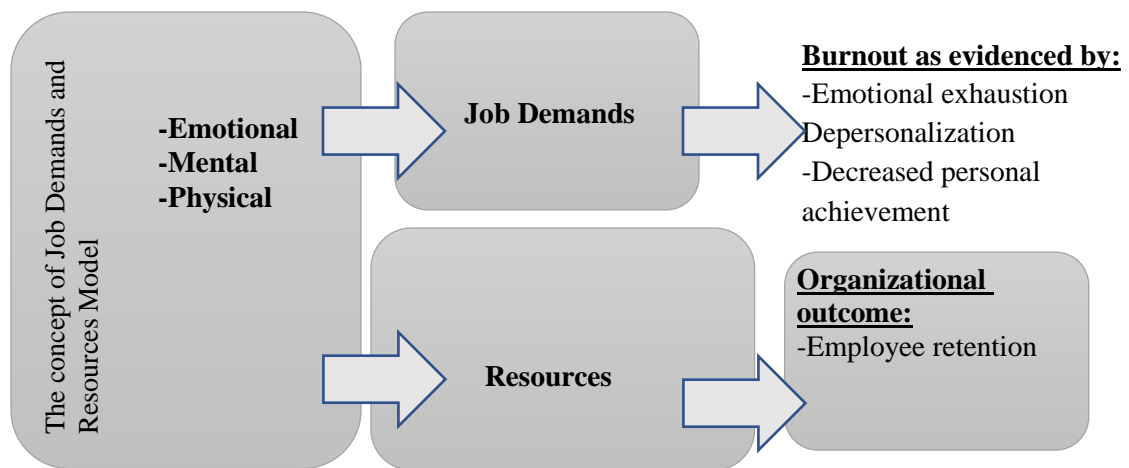 The concept of Job Demands and
Resources Model
-Emotional
-Mental
-Physical
Job Demands
Burnout as evidenced by:
-Emotional exhaustion
Depersonalization
-Decreased personal
achievement
Resources
Organizational
outcome:
-Employee retention